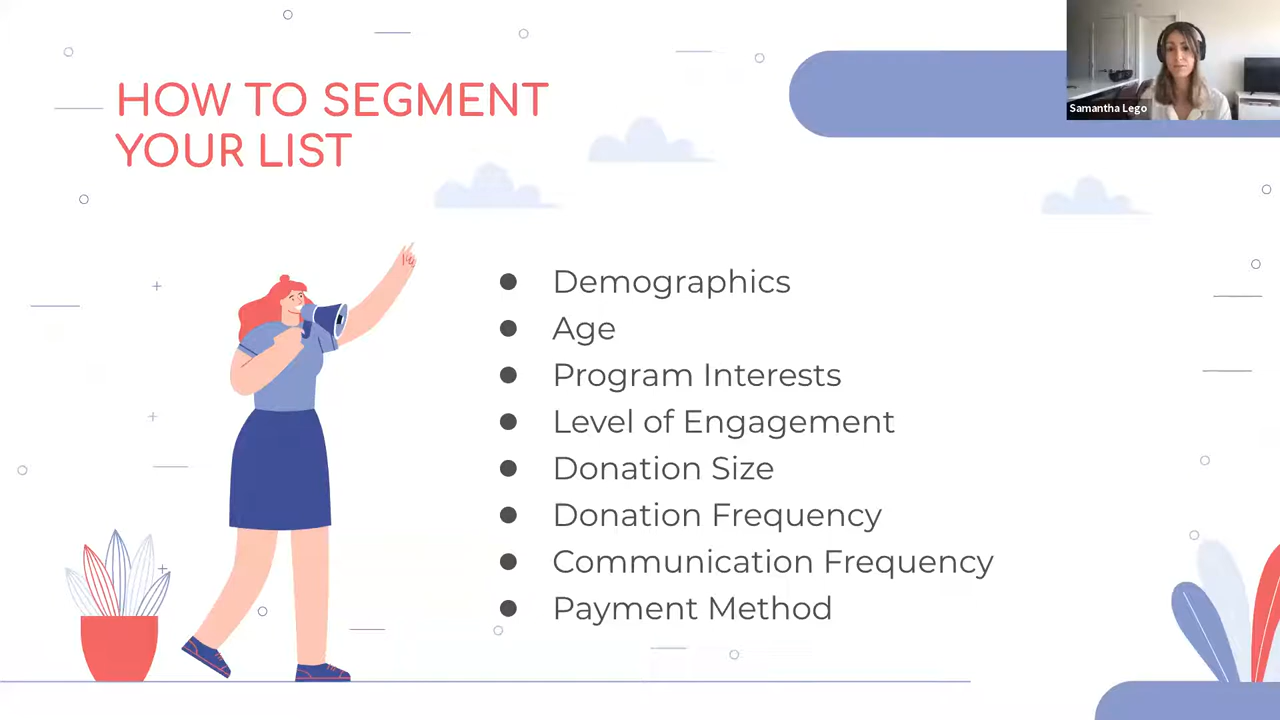 HOW TO SEGMENT
YOUR LIST
Samantha Lego
● Demographics
● Age
● Program Interests
● Level of Engagement
● Donation Size
● Donation Frequency
● Communication Frequency
● Payment Method